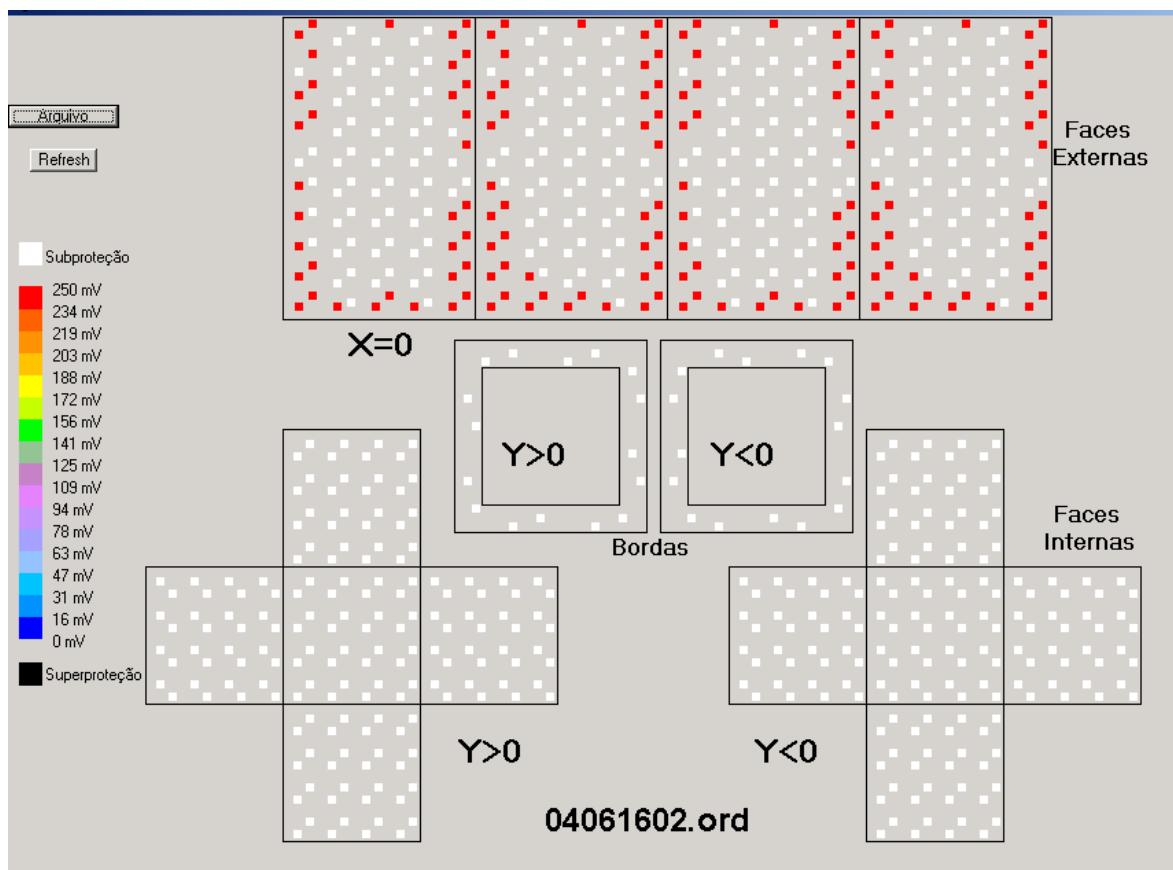 Arquivo
Refresh
Faces
Externas
Subproteção
250 mV
234 mV
219 mV
203 mV
188 mV
172 mV
156 mV
141 mV
125 mV
109 mV
94 mV
78 mV
63 mV
47 mV
31 mV
16 mV
0 mV
Superproteção
X=0
Y>0
Y<0
Bordas
Faces
Internas
Y>0
Y<0
04061602.ord